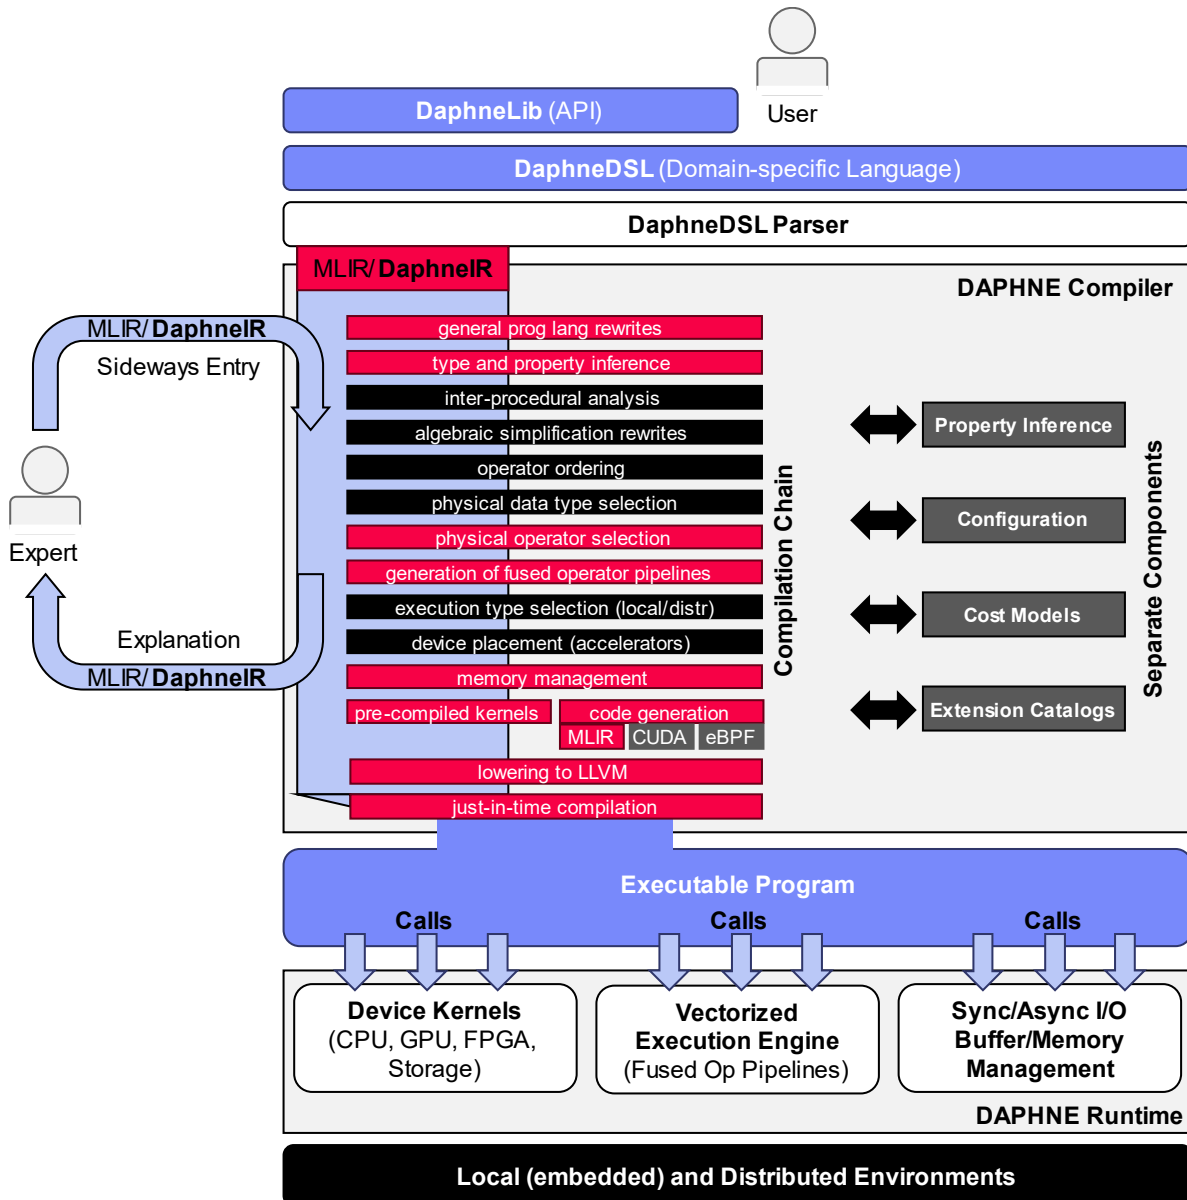 User
DaphneLib (API)
DaphneDSL (Domain-specific Language)
DaphneDSL Parser
MLIR/DaphneIR
DAPHNE Compiler
MLIR/DaphneIR
Sideways Entry
Expert
Explanation
MLIR/DaphneIR
general prog lang rewrites
type and property inference
inter-procedural analysis
algebraic simplification rewrites
operator ordering
physical data type selection
physical operator selection
generation of fused operator pipelines
execution type selection (local/distr)
device placement (accelerators)
memory management
pre-compiled kernels
code generation
MLIR
CUDA
eBPF
lowering to LLVM
just-in-time compilation
Compilation Chain
Property Inference
Configuration
Cost Models
Extension Catalogs
Separate Components
Executable Program
Calls
Calls
Calls
Device Kernels
(CPU, GPU, FPGA,
Storage)
Vectorized
Execution Engine
(Fused Op Pipelines)
Sync/Async I/O
Buffer/Memory
Management
DAPHNE Runtime
Local (embedded) and Distributed Environments